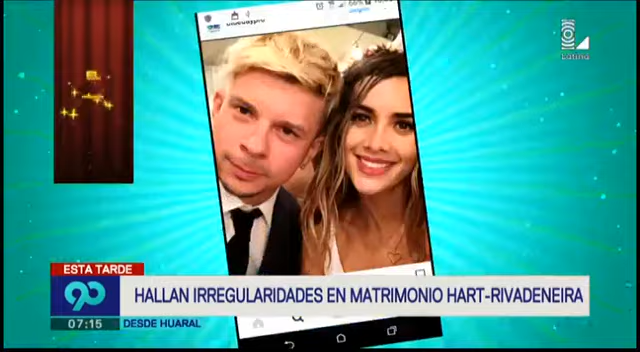 Latina
ESTA TARDE
90
HALLAN IRREGULARIDADES EN MATRIMONIO HART-RIVADENEIRA
07:15
DESDE HUARAL